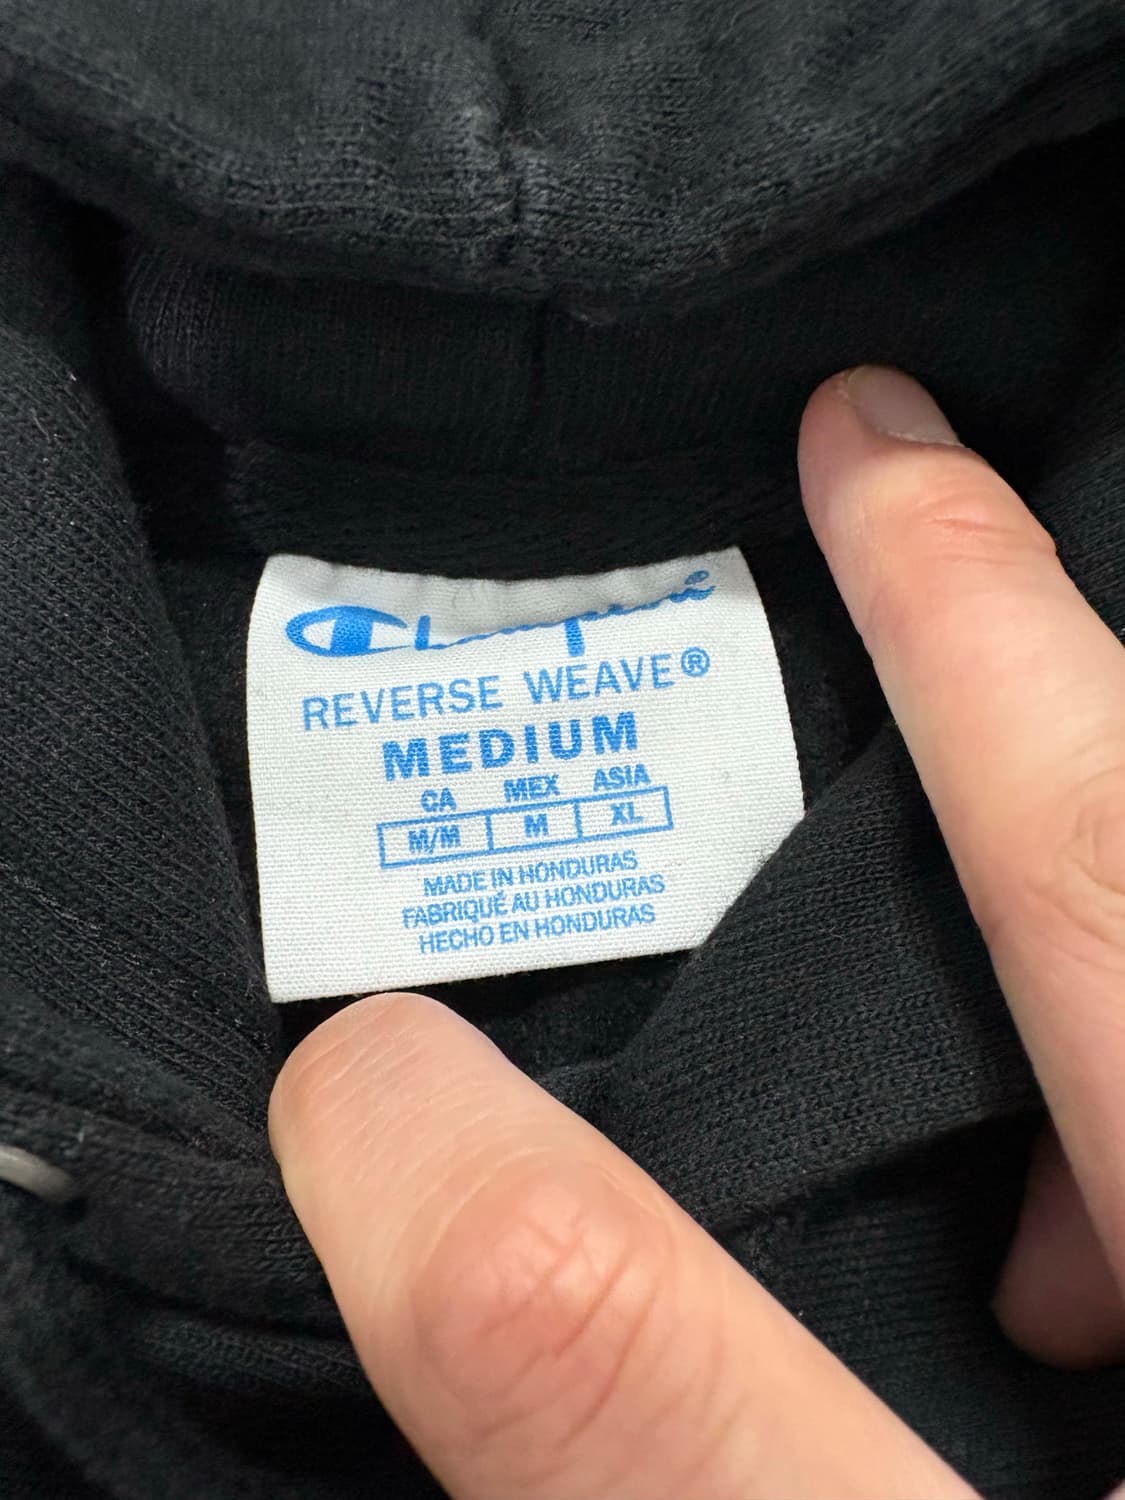 Champion®
REVERSE WEAVE®
MEDIUM
CA MEX ASIA
M/M M XL
MADE IN HONDURAS
FABRIQUÉ AU HONDURAS
HECHO EN HONDURAS